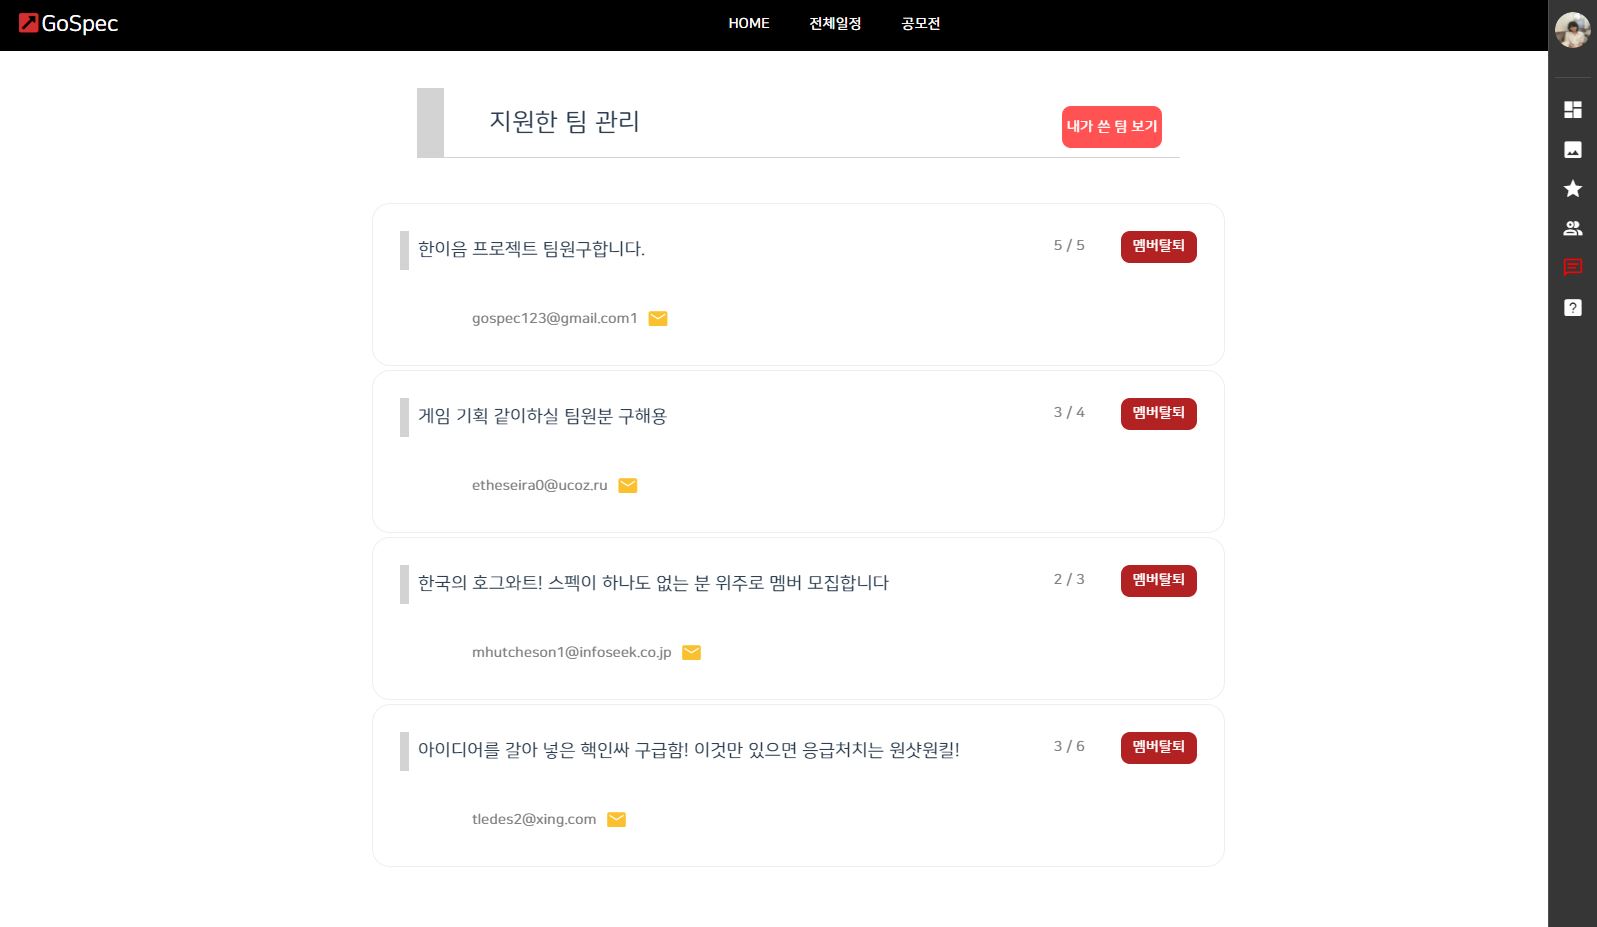 GoSpec
HOME 전체일정 공모전
지원한 팀 관리
내가 쓴 팀 보기
한이음 프로젝트 팀원구합니다.
5 / 5
멤버탈퇴
gospec123@gmail.com1
게임 기획 같이하실 팀원분 구해용
3 / 4
멤버탈퇴
etheseira0@ucoz.ru
한국의 호그와트! 스펙이 하나도 없는 분 위주로 멤버 모집합니다
2 / 3
멤버탈퇴
mhutcheson1@infoseek.co.jp
아이디어를 갈아 넣은 핵인싸 구급함! 이것만 있으면 응급처치는 원샷원킬!
3 / 6
멤버탈퇴
tledes2@xing.com
?